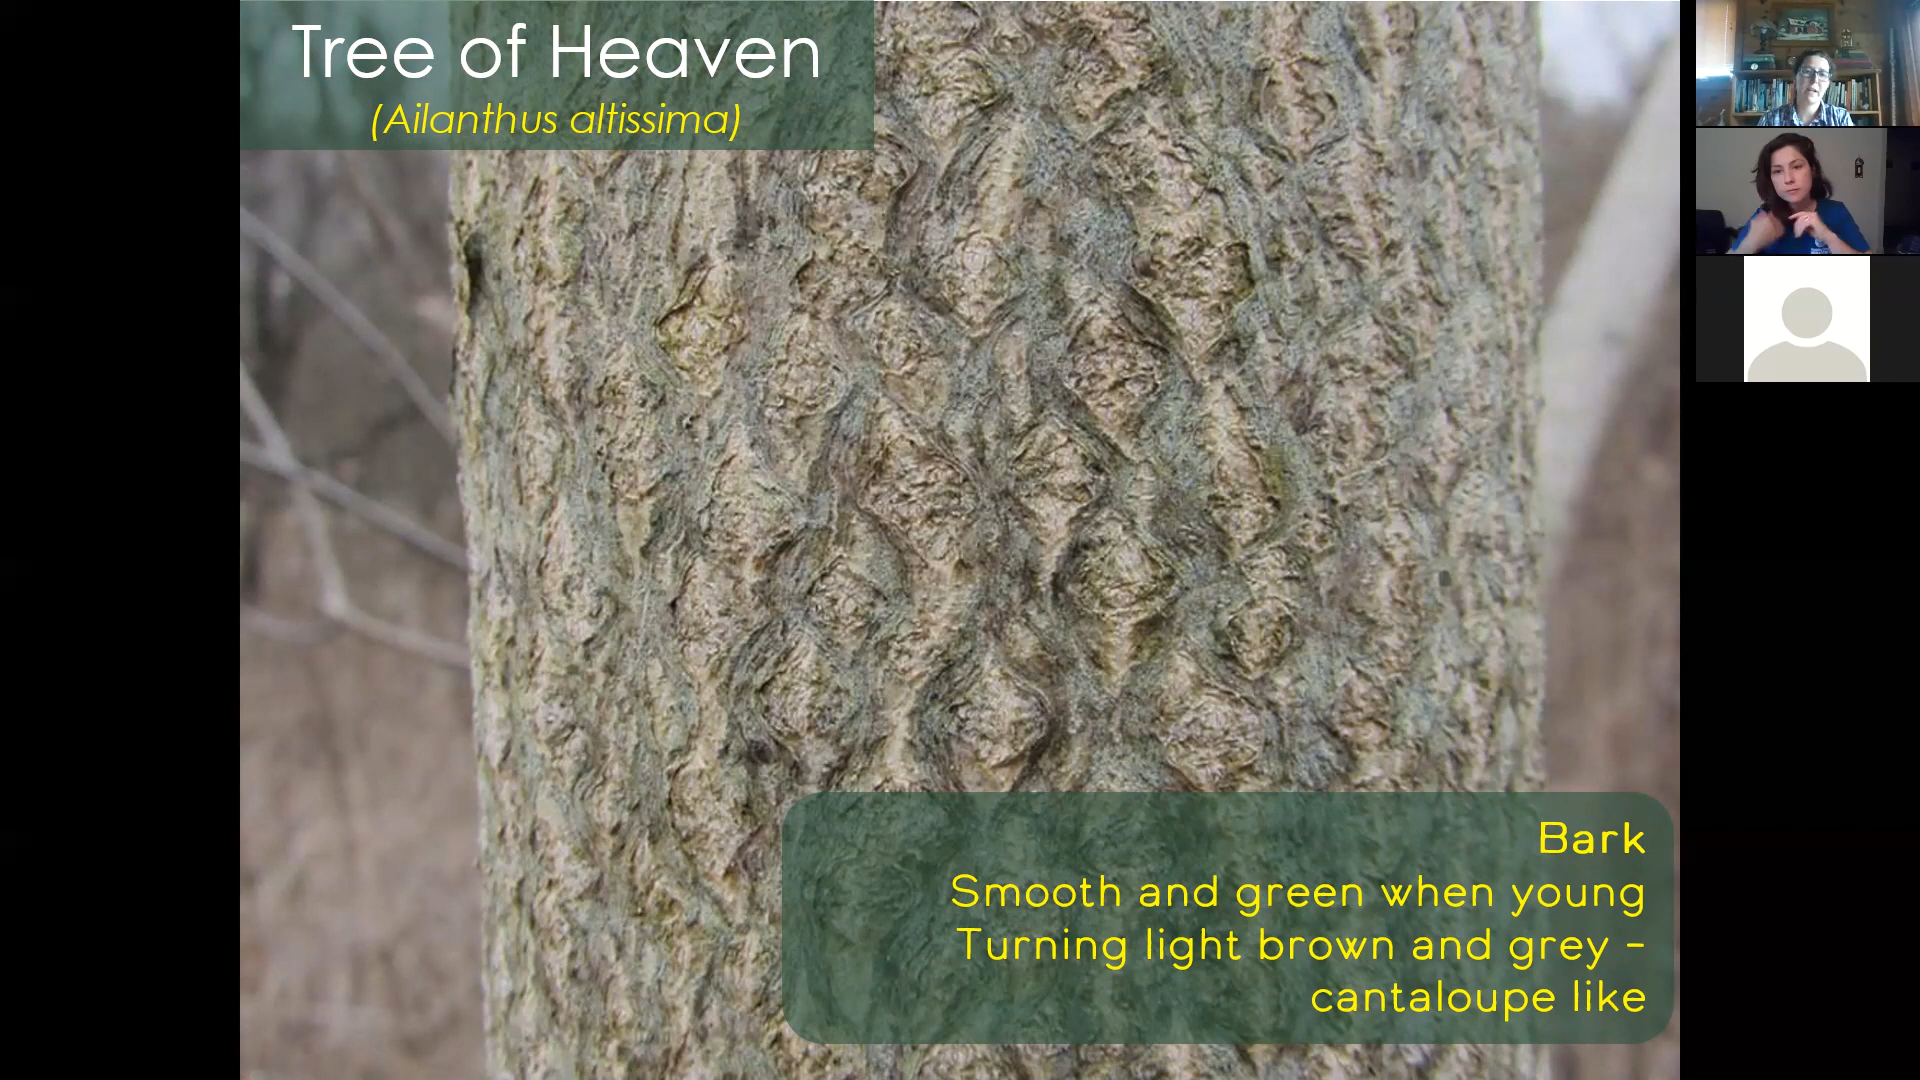 Tree of Heaven
(Ailanthus altissima)
Bark
Smooth and green when young
Turning light brown and grey -
cantaloupe like